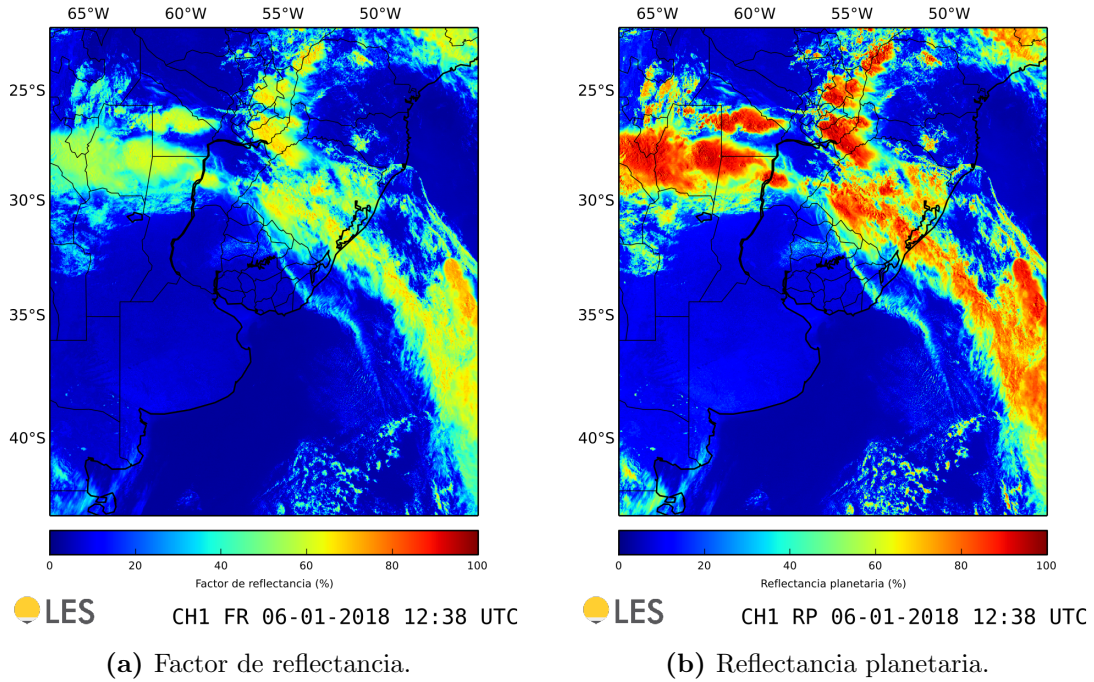 65°W 60°W 55°W 50°W
25°S
30°S
35°S
40°S
0 20 40 60 80 100
Factor de reflectancia (%)
LES
CH1 FR 06-01-2018 12:38 UTC
(a) Factor de reflectancia.
65°W 60°W 55°W 50°W
25°S
30°S
35°S
40°S
0 20 40 60 80 100
Reflectancia planetaria (%)
LES
CH1 RP 06-01-2018 12:38 UTC
(b) Reflectancia planetaria.